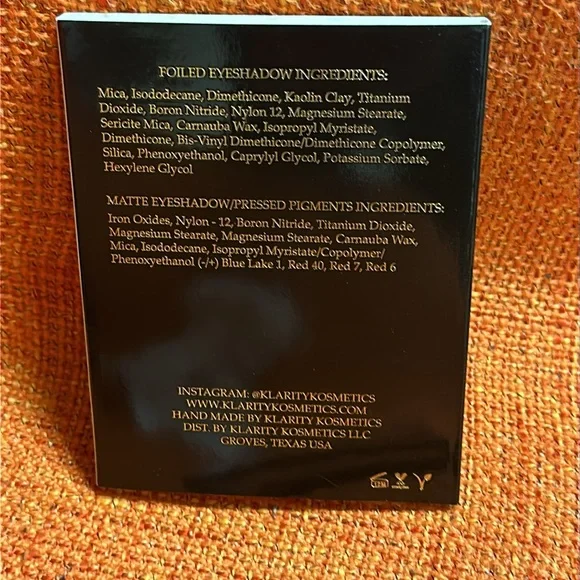 FOILED EYESHADOW INGREDIENTS:
Mica, Isododecane, Dimethicone, Kaolin Clay, Titanium
Dioxide, Boron Nitride, Nylon 12, Magnesium Stearate,
Sericite Mica, Carnauba Wax, Isopropyl Myristate,
Dimethicone, Bis-Vinyl Dimethicone/Dimethicone Copolymer,
Silica, Phenoxyethanol, Caprylyl Glycol, Potassium Sorbate,
Hexylene Glycol
MATTE EYESHADOW/PRESSED PIGMENTS INGREDIENTS:
Iron Oxides, Nylon - 12, Boron Nitride, Titanium Dioxide,
Magnesium Stearate, Magnesium Stearate, Carnauba Wax,
Mica, Isododecane, Isopropyl Myristate/Copolymer/
Phenoxyethanol (-/+) Blue Lake 1, Red 40, Red 7, Red 6
INSTAGRAM: @KLARITYKOSMETICS
WWW.KLARITYKOSMETICS.COM
HAND MADE BY KLARITY KOSMETICS
DIST. BY KLARITY KOSMETICS LLC
GROVES, TEXAS USA
12M